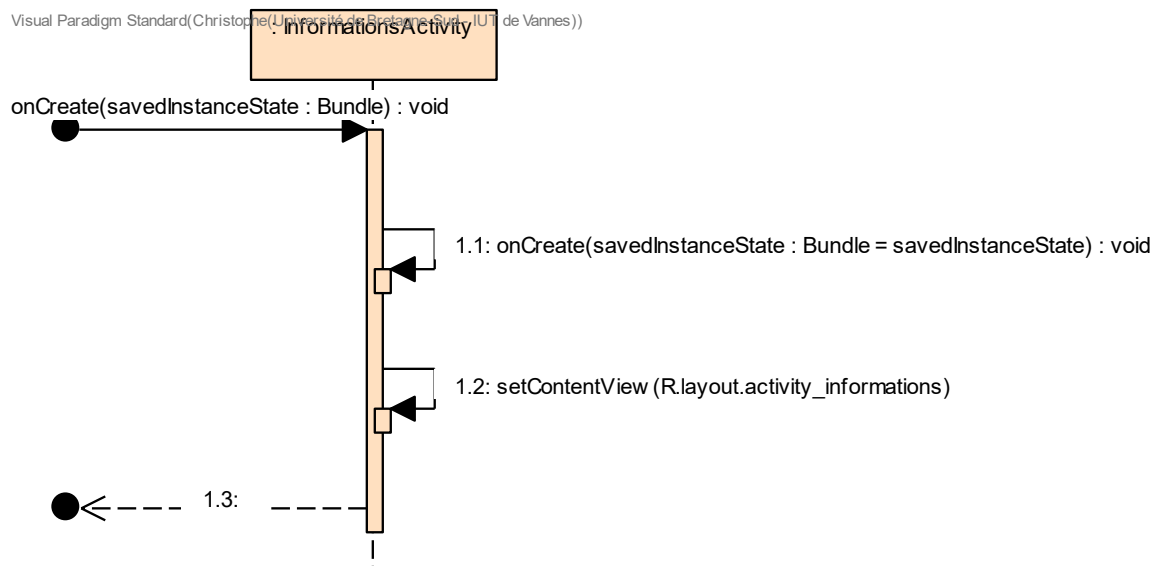 Visual Paradigm Standard(Christophe(Université de Bretagne-Sud - IUT de Vannes))
: InformationsActivity
onCreate(savedInstanceState : Bundle) : void
1.1: onCreate(savedInstanceState : Bundle = savedInstanceState) : void
1.2: setContentView (R.layout.activity_informations)
1.3: